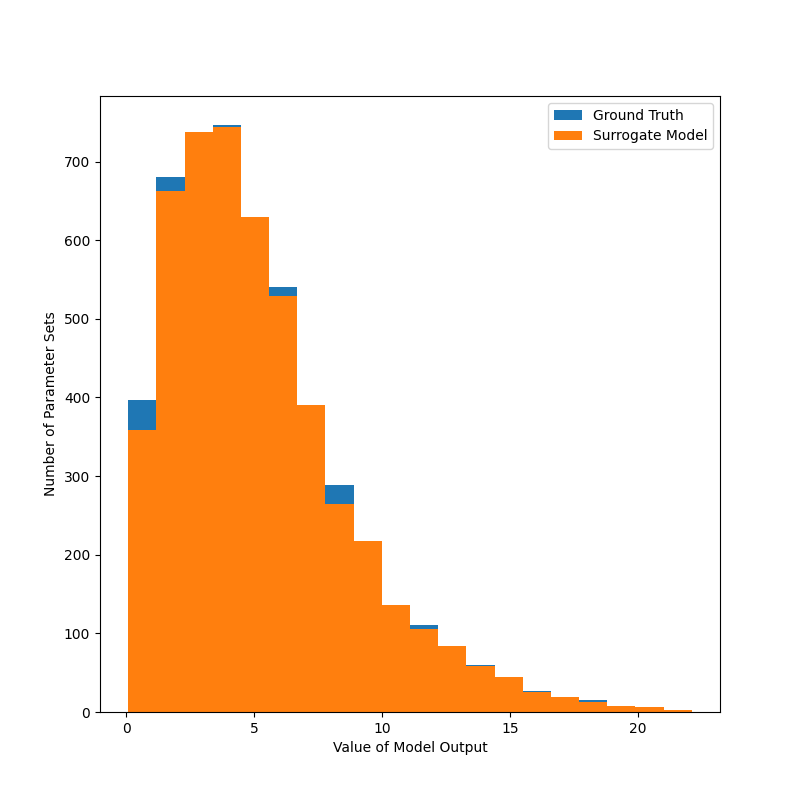 Ground Truth
Surrogate Model
700
600
500
400
300
200
100
0
Number of Parameter Sets
0 5 10 15 20
Value of Model Output